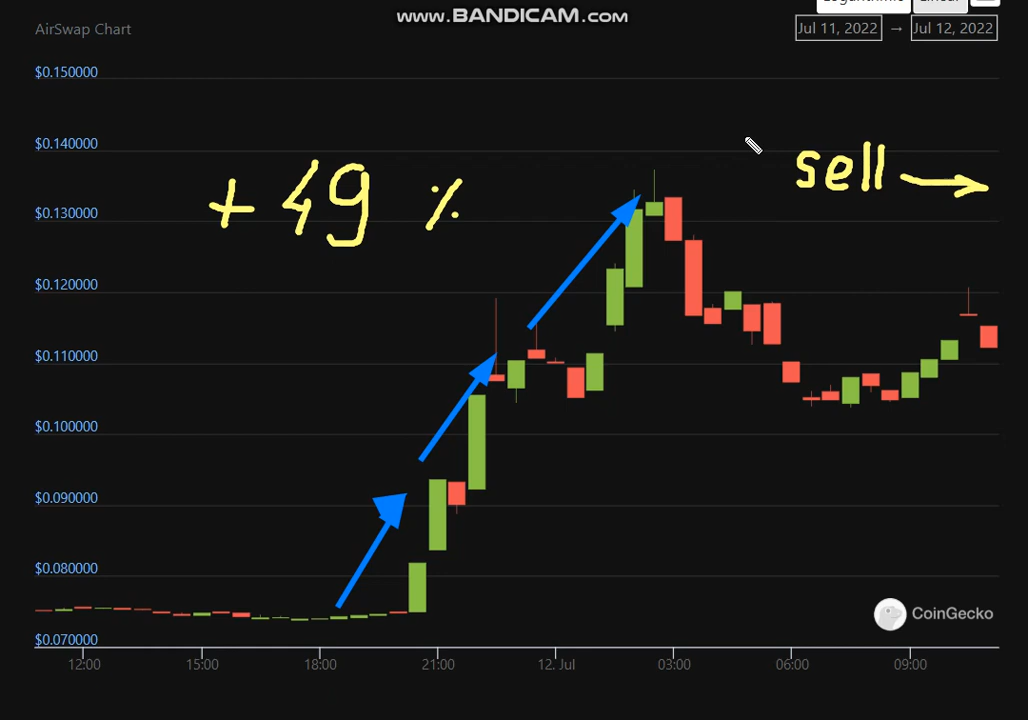 www.BANDICAM.com
AirSwap Chart
Jul 11, 2022 → Jul 12, 2022
$0.150000
$0.140000
$0.130000
$0.120000
$0.110000
$0.100000
$0.090000
$0.080000
$0.070000
+49 %
sell
CoinGecko
12:00 15:00 18:00 21:00 12. Jul 03:00 06:00 09:00